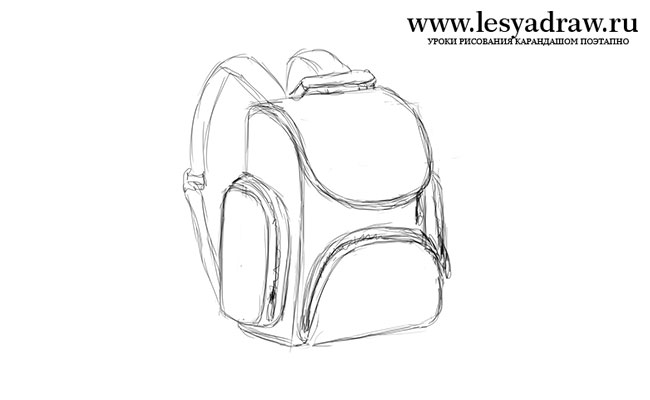 www.lesyadraw.ru
УРОКИ РИСОВАНИЯ КАРАНДАШОМ ПОЭТАПНО